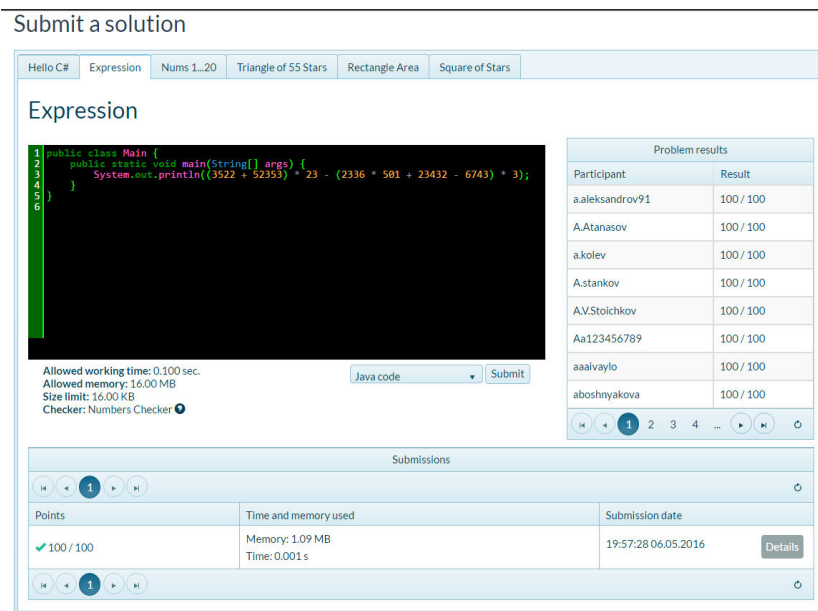 Submit a solution
Hello C# Expression Nums 1...20 Triangle of 55 Stars Rectangle Area Square of Stars
Expression
1 public class Main {
2 public static void main(String[] args) {
3 System.out.println((3522 + 52353) * 23 - (2336 * 501 + 23432 - 6743) * 3);
4 }
5 }
6
Allowed working time: 0.100 sec.
Allowed memory: 16.00 MB
Size limit: 16.00 KB
Checker: Numbers Checker ?
Java code Submit
Problem results
Participant Result
a.aleksandrov91 100 / 100
A.Atanasov 100 / 100
a.kolev 100 / 100
A.stankov 100 / 100
A.V.Stoichkov 100 / 100
Aa123456789 100 / 100
aaaivaylo 100 / 100
aboshnyakova 100 / 100
1 2 3 4 ...
Submissions
1
Points Time and memory used Submission date
100 / 100 Memory: 1.09 MB 19:57:28 06.05.2016 Details
Time: 0.001 s
1